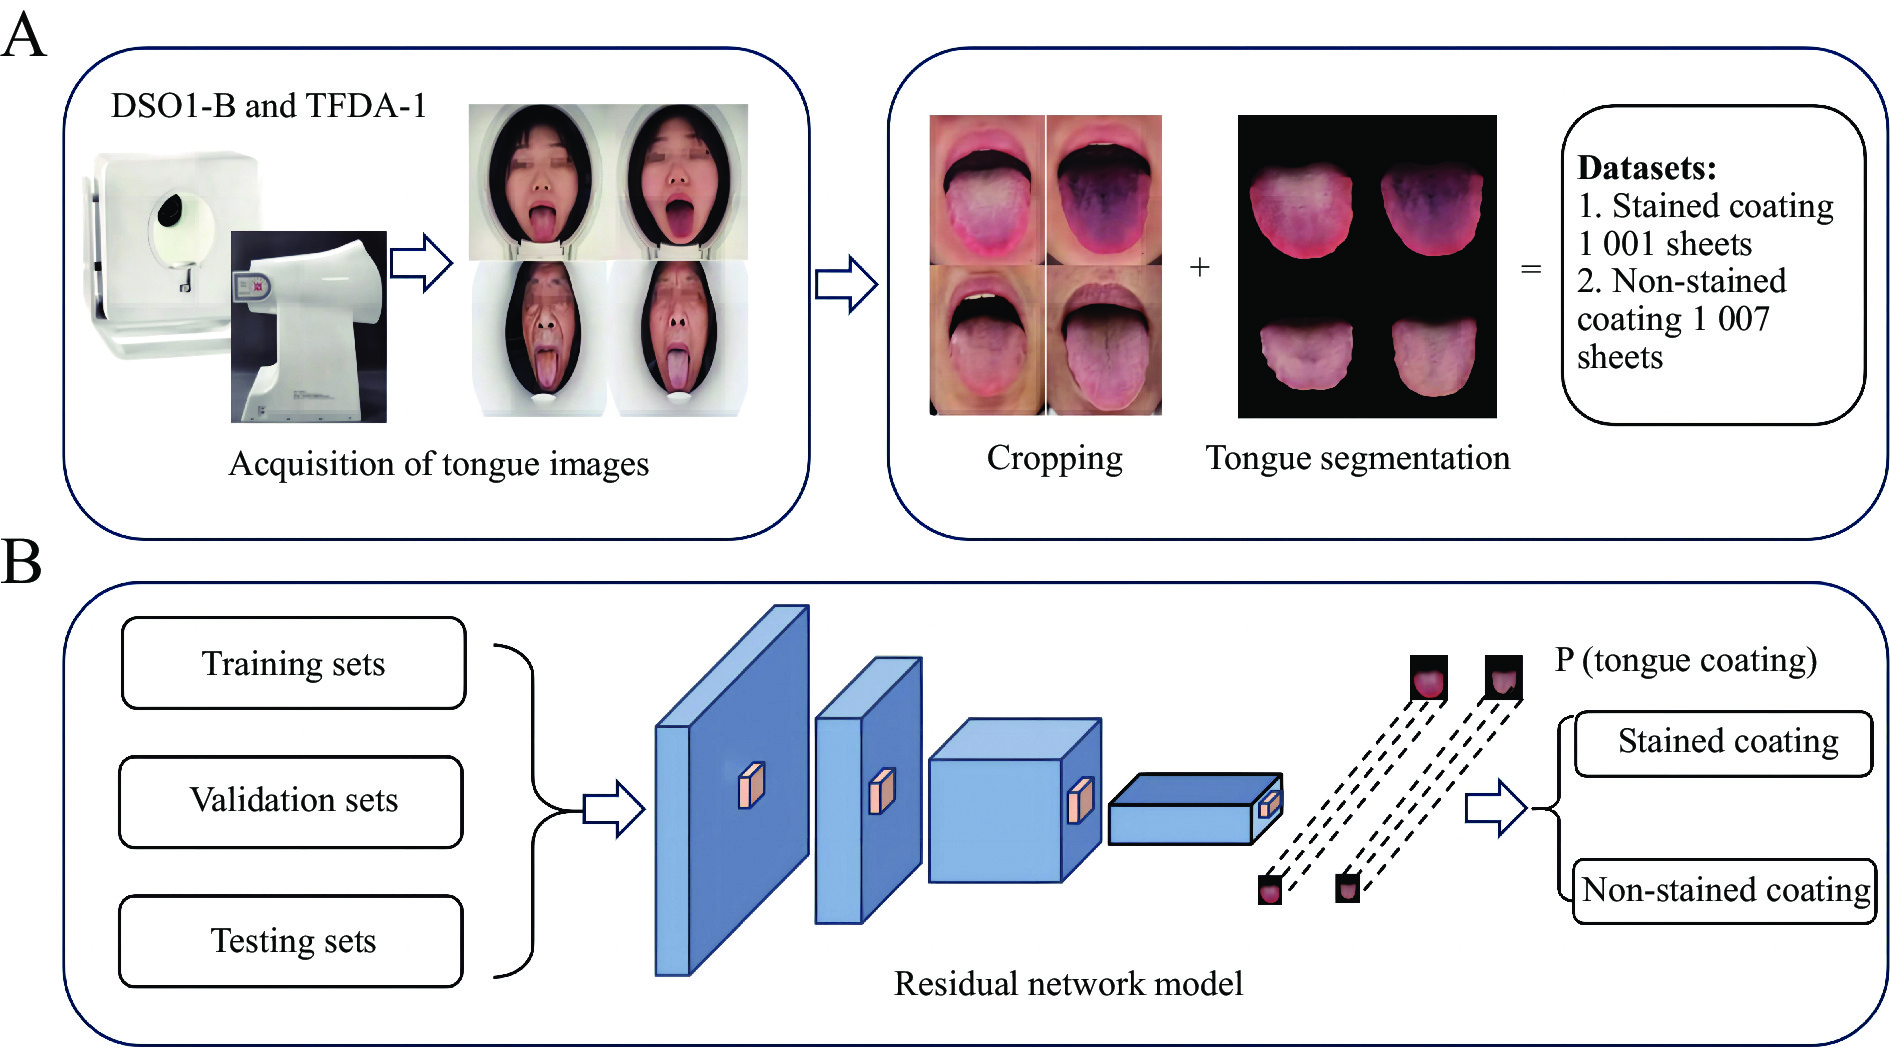 A
DSO1-B and TFDA-1
Acquisition of tongue images
Cropping
+
Tongue segmentation
=
Datasets:
1. Stained coating
1 001 sheets
2. Non-stained
coating 1 007
sheets
B
Training sets
Validation sets
Testing sets
Residual network model
P (tongue coating)
Stained coating
Non-stained coating